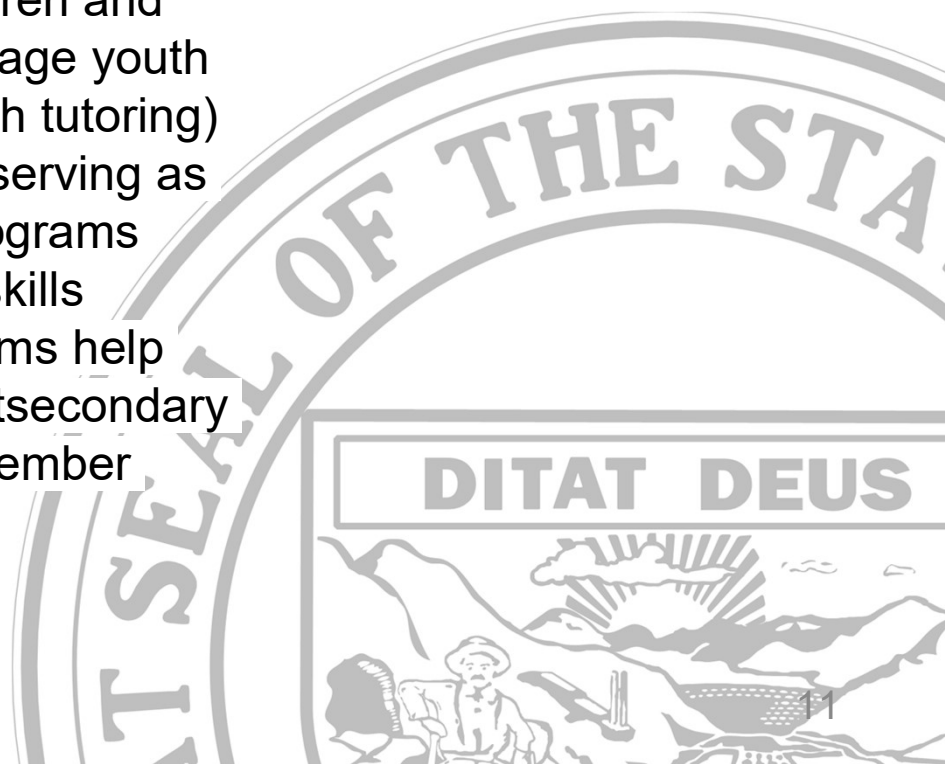 ren and
age youth
h tutoring)
serving as
ograms
skills
ms help
tsecondary
ember
SEAL OF THE STA
DITAT DEUS
11